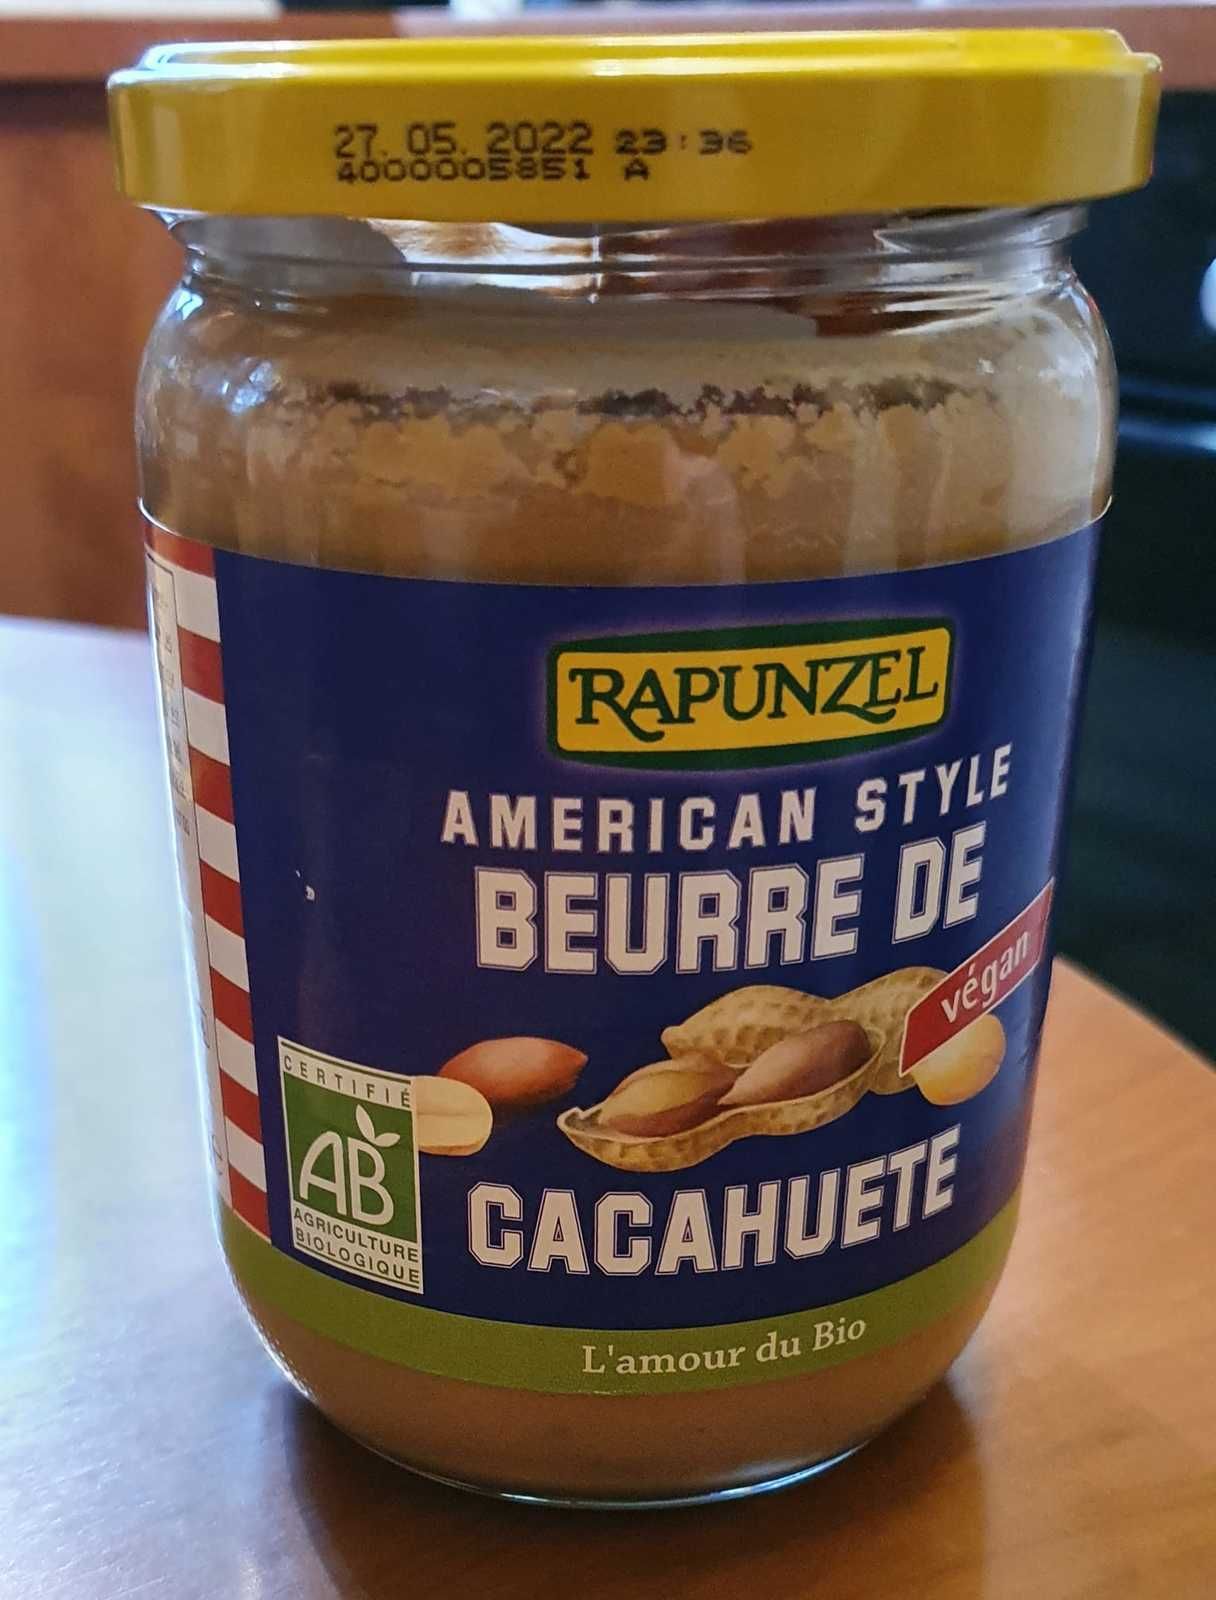 27. 05. 2022 23:36
4000005851 A
RAPUNZEL
AMERICAN STYLE
BEURRE DE
végan
CERTIFIÉ
AB
AGRICULTURE
BIOLOGIQUE
CACAHUETE
L'amour du Bio